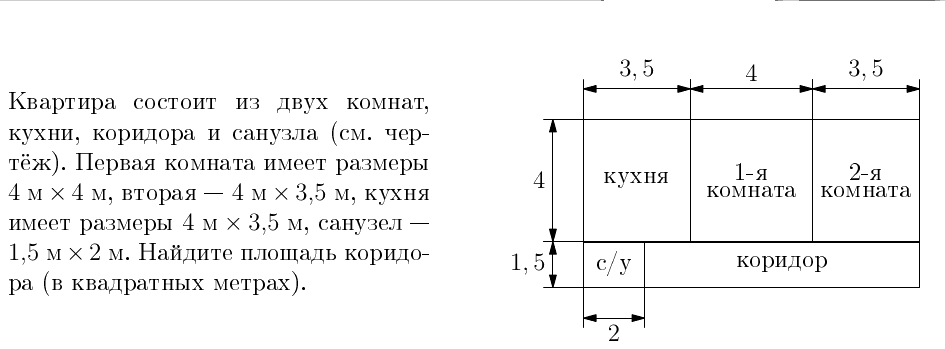 Квартира состоит из двух комнат,
кухни, коридора и санузла (см. чер-
тёж). Первая комната имеет размеры
4 м × 4 м, вторая — 4 м × 3,5 м, кухня
имеет размеры 4 м × 3,5 м, санузел —
1,5 м × 2 м. Найдите площадь коридо-
ра (в квадратных метрах).
3, 5
4
3, 5
4
кухня
1-я
комната
2-я
комната
1, 5
с/у
коридор
2